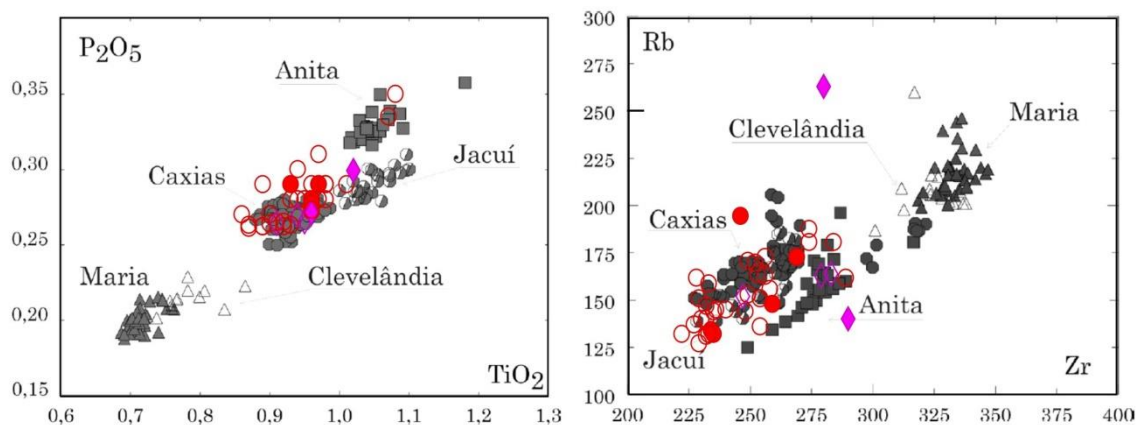 P₂O₅
Anita
Jacuí
Caxias
Maria
Clevelândia
TiO₂
0,35
0,30
0,25
0,20
0,15
0,6 0,7 0,8 0,9 1,0 1,1 1,2 1,3
Rb
Maria
Clevelândia
Caxias
Anita
Jacuí
Zr
300
275
250
225
200
175
150
125
100
200 225 250 275 300 325 350 375 400